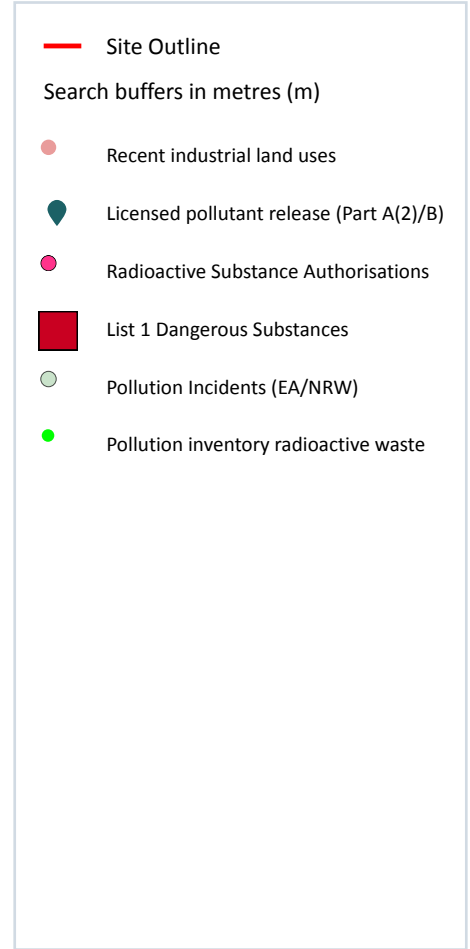 Site Outline
Search buffers in metres (m)
Recent industrial land uses
Licensed pollutant release (Part A(2)/B)
Radioactive Substance Authorisations
List 1 Dangerous Substances
Pollution Incidents (EA/NRW)
Pollution inventory radioactive waste